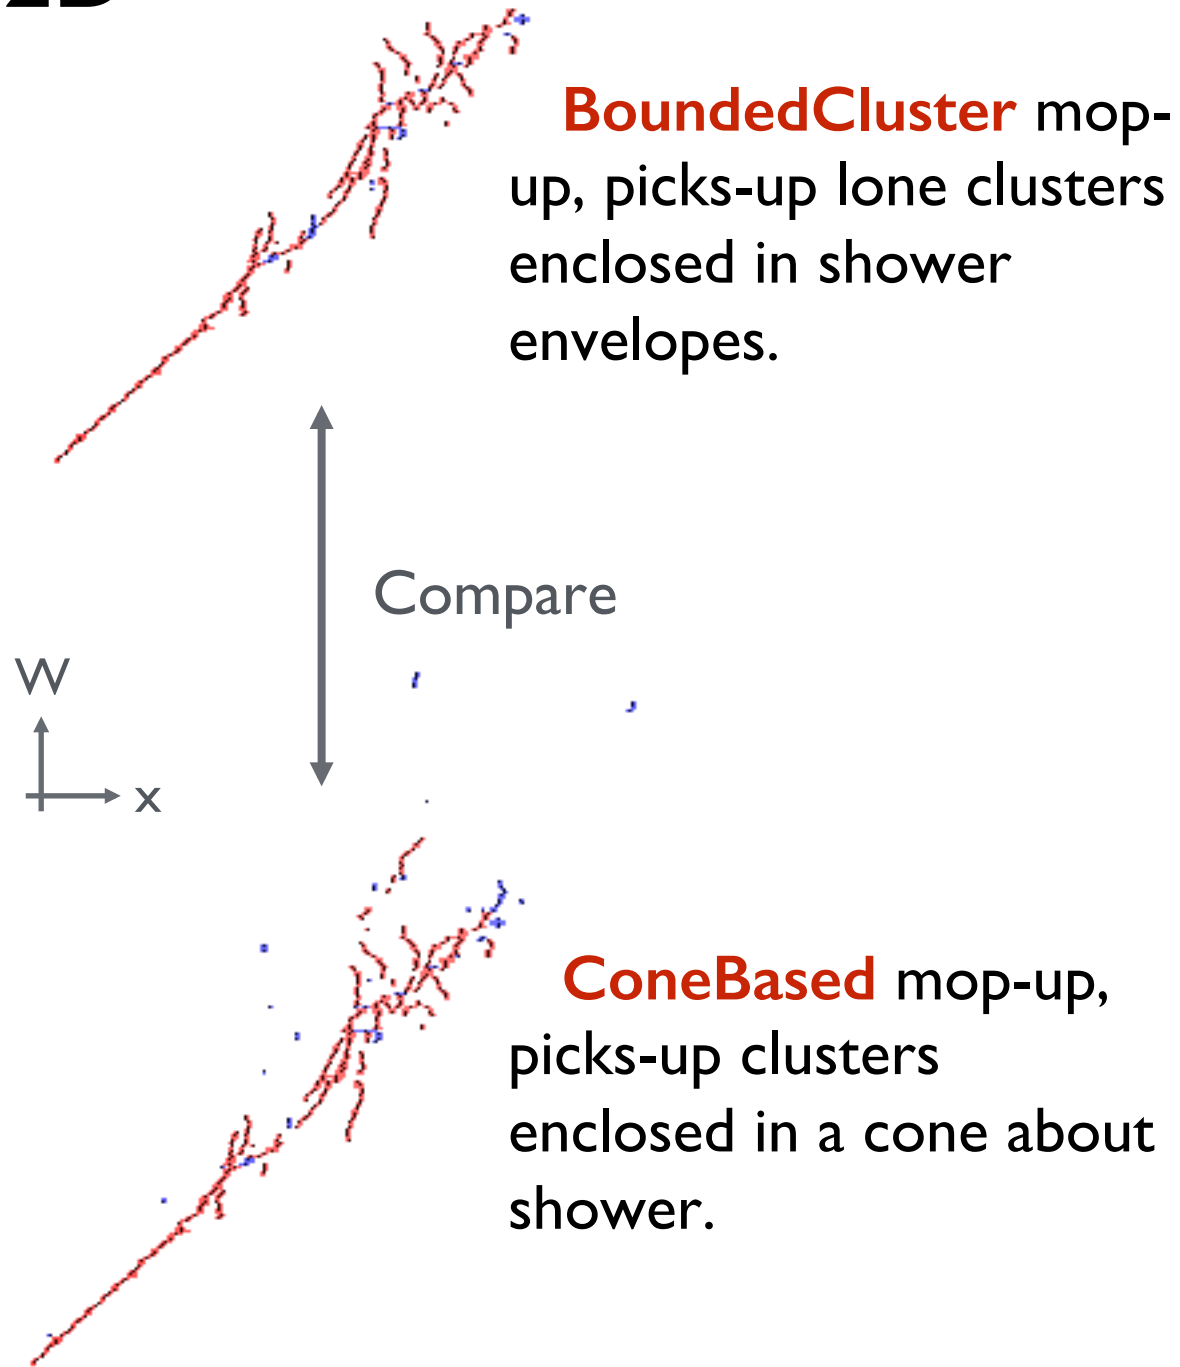 2D
BoundedCluster mop-
up, picks-up lone clusters
enclosed in shower
envelopes.
Compare
W
x
ConeBased mop-up,
picks-up clusters
enclosed in a cone about
shower.